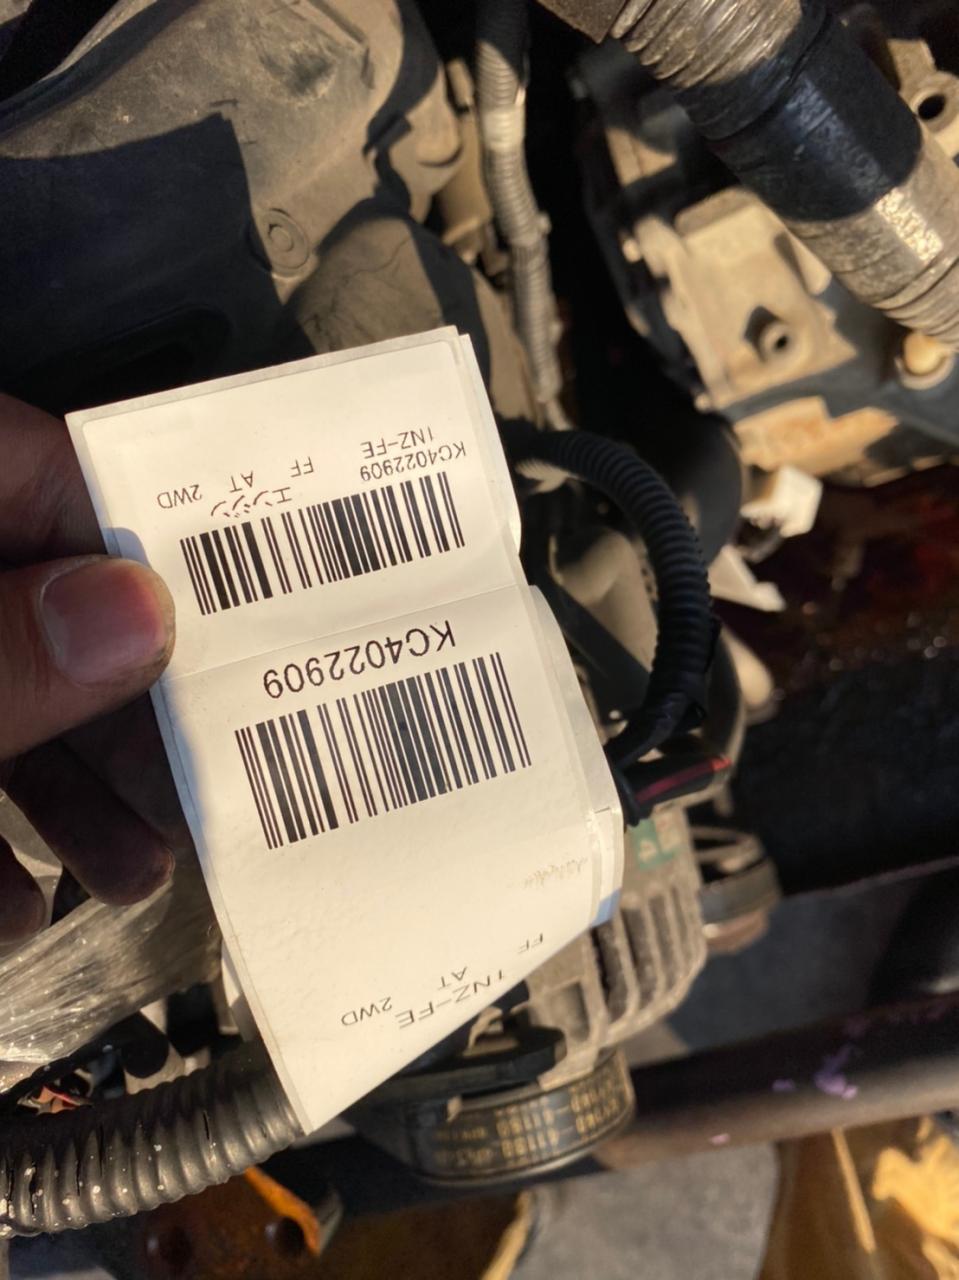 KC4022909
1NZ-FE
FF AT 2WD
エンジン
KC4022909
1NZ-FE
FF AT 2WD